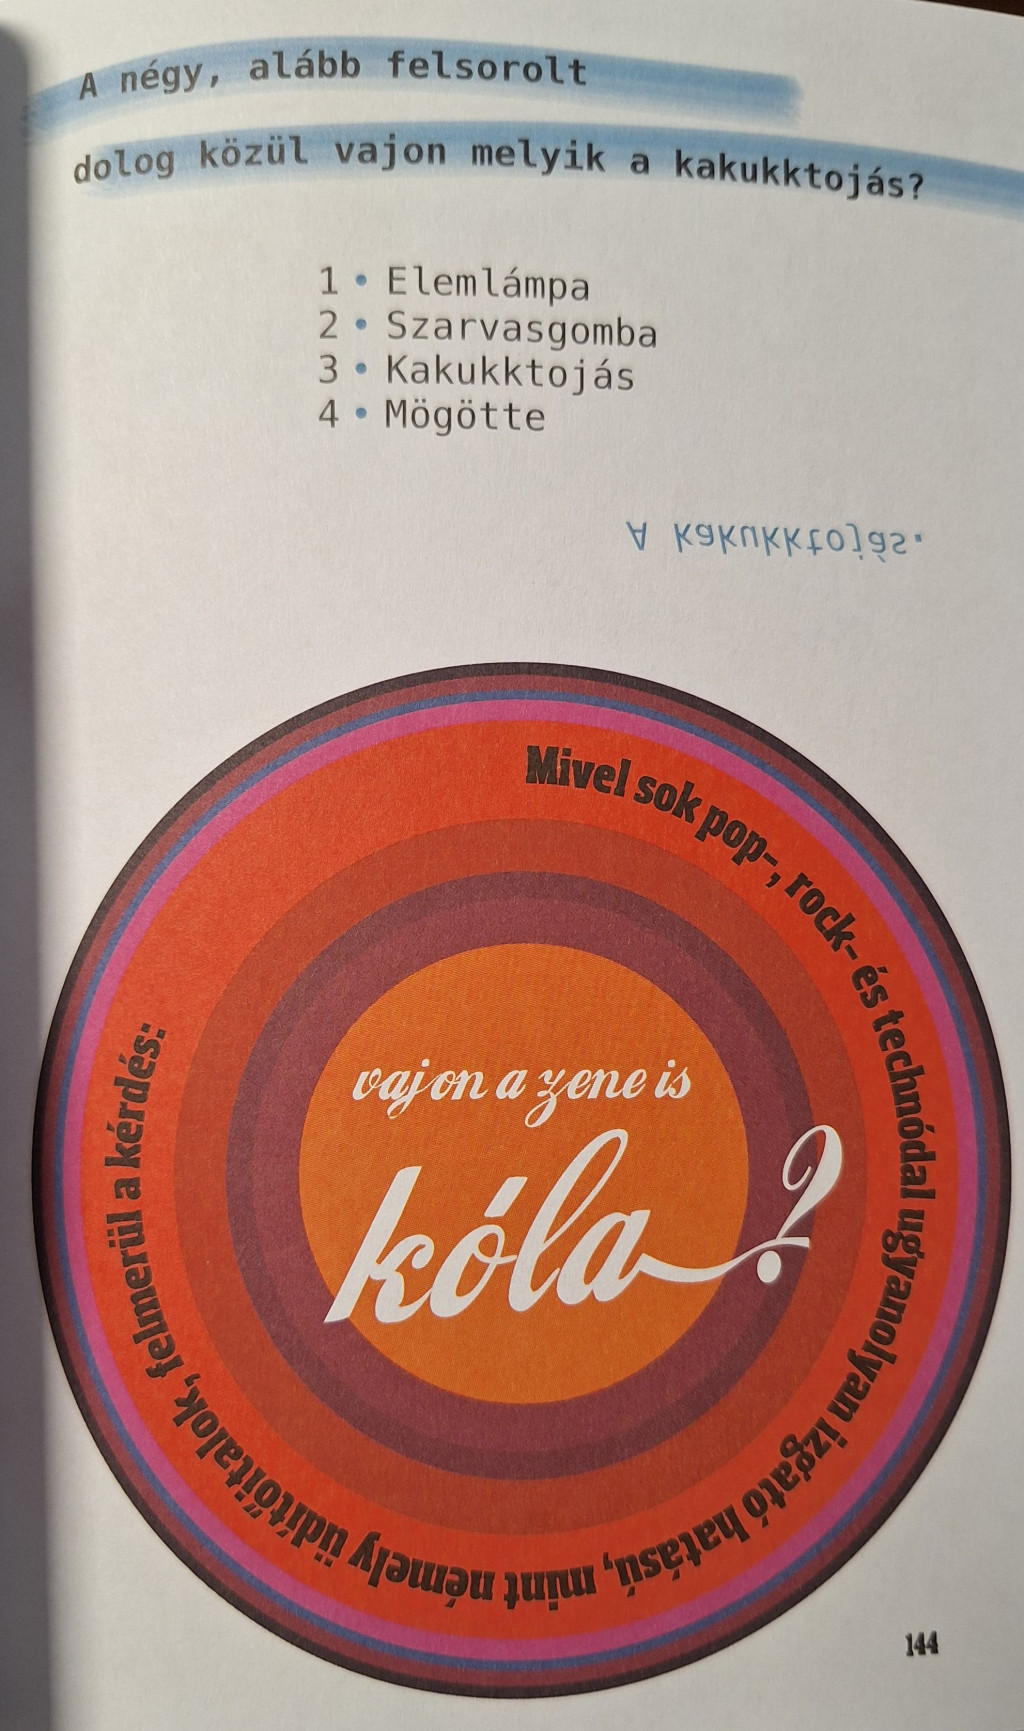 A négy, alább felsorolt
dolog közül vajon melyik a kakukktojás?
1 • Elemlámpa
2 • Szarvasgomba
3 • Kakukktojás
4 • Mögötte
A kakukktojás.
Mivel sok pop-, rock- és technódal ugyanolyan izgató hatású, mint némely üdítőitalok, felmerül a kérdés:
vajon a zene is
kóla?
144